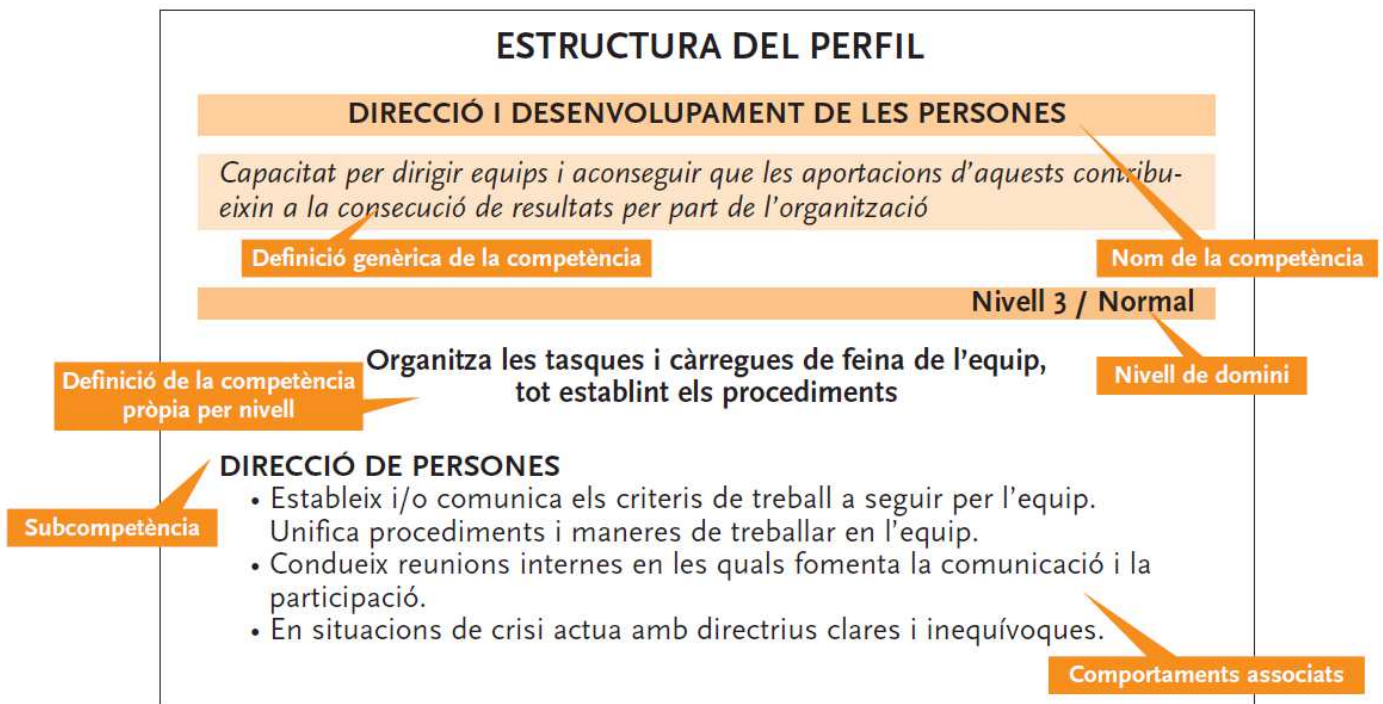 ESTRUCTURA DEL PERFIL
DIRECCIÓ I DESENVOLUPAMENT DE LES PERSONES
Capacitat per dirigir equips i aconseguir que les aportacions d’aquests contribu-
eixin a la consecució de resultats per part de l’organització
Definició genèrica de la competència
Nom de la competència
Nivell 3 / Normal
Nivell de domini
Organitza les tasques i càrregues de feina de l’equip,
tot establint els procediments
Definició de la competència
pròpia per nivell
DIRECCIÓ DE PERSONES
Subcompetència
• Estableix i/o comunica els criteris de treball a seguir per l’equip.
Unifica procediments i maneres de treballar en l’equip.
• Condueix reunions internes en les quals fomenta la comunicació i la
participació.
• En situacions de crisi actua amb directrius clares i inequívoques.
Comportaments associats